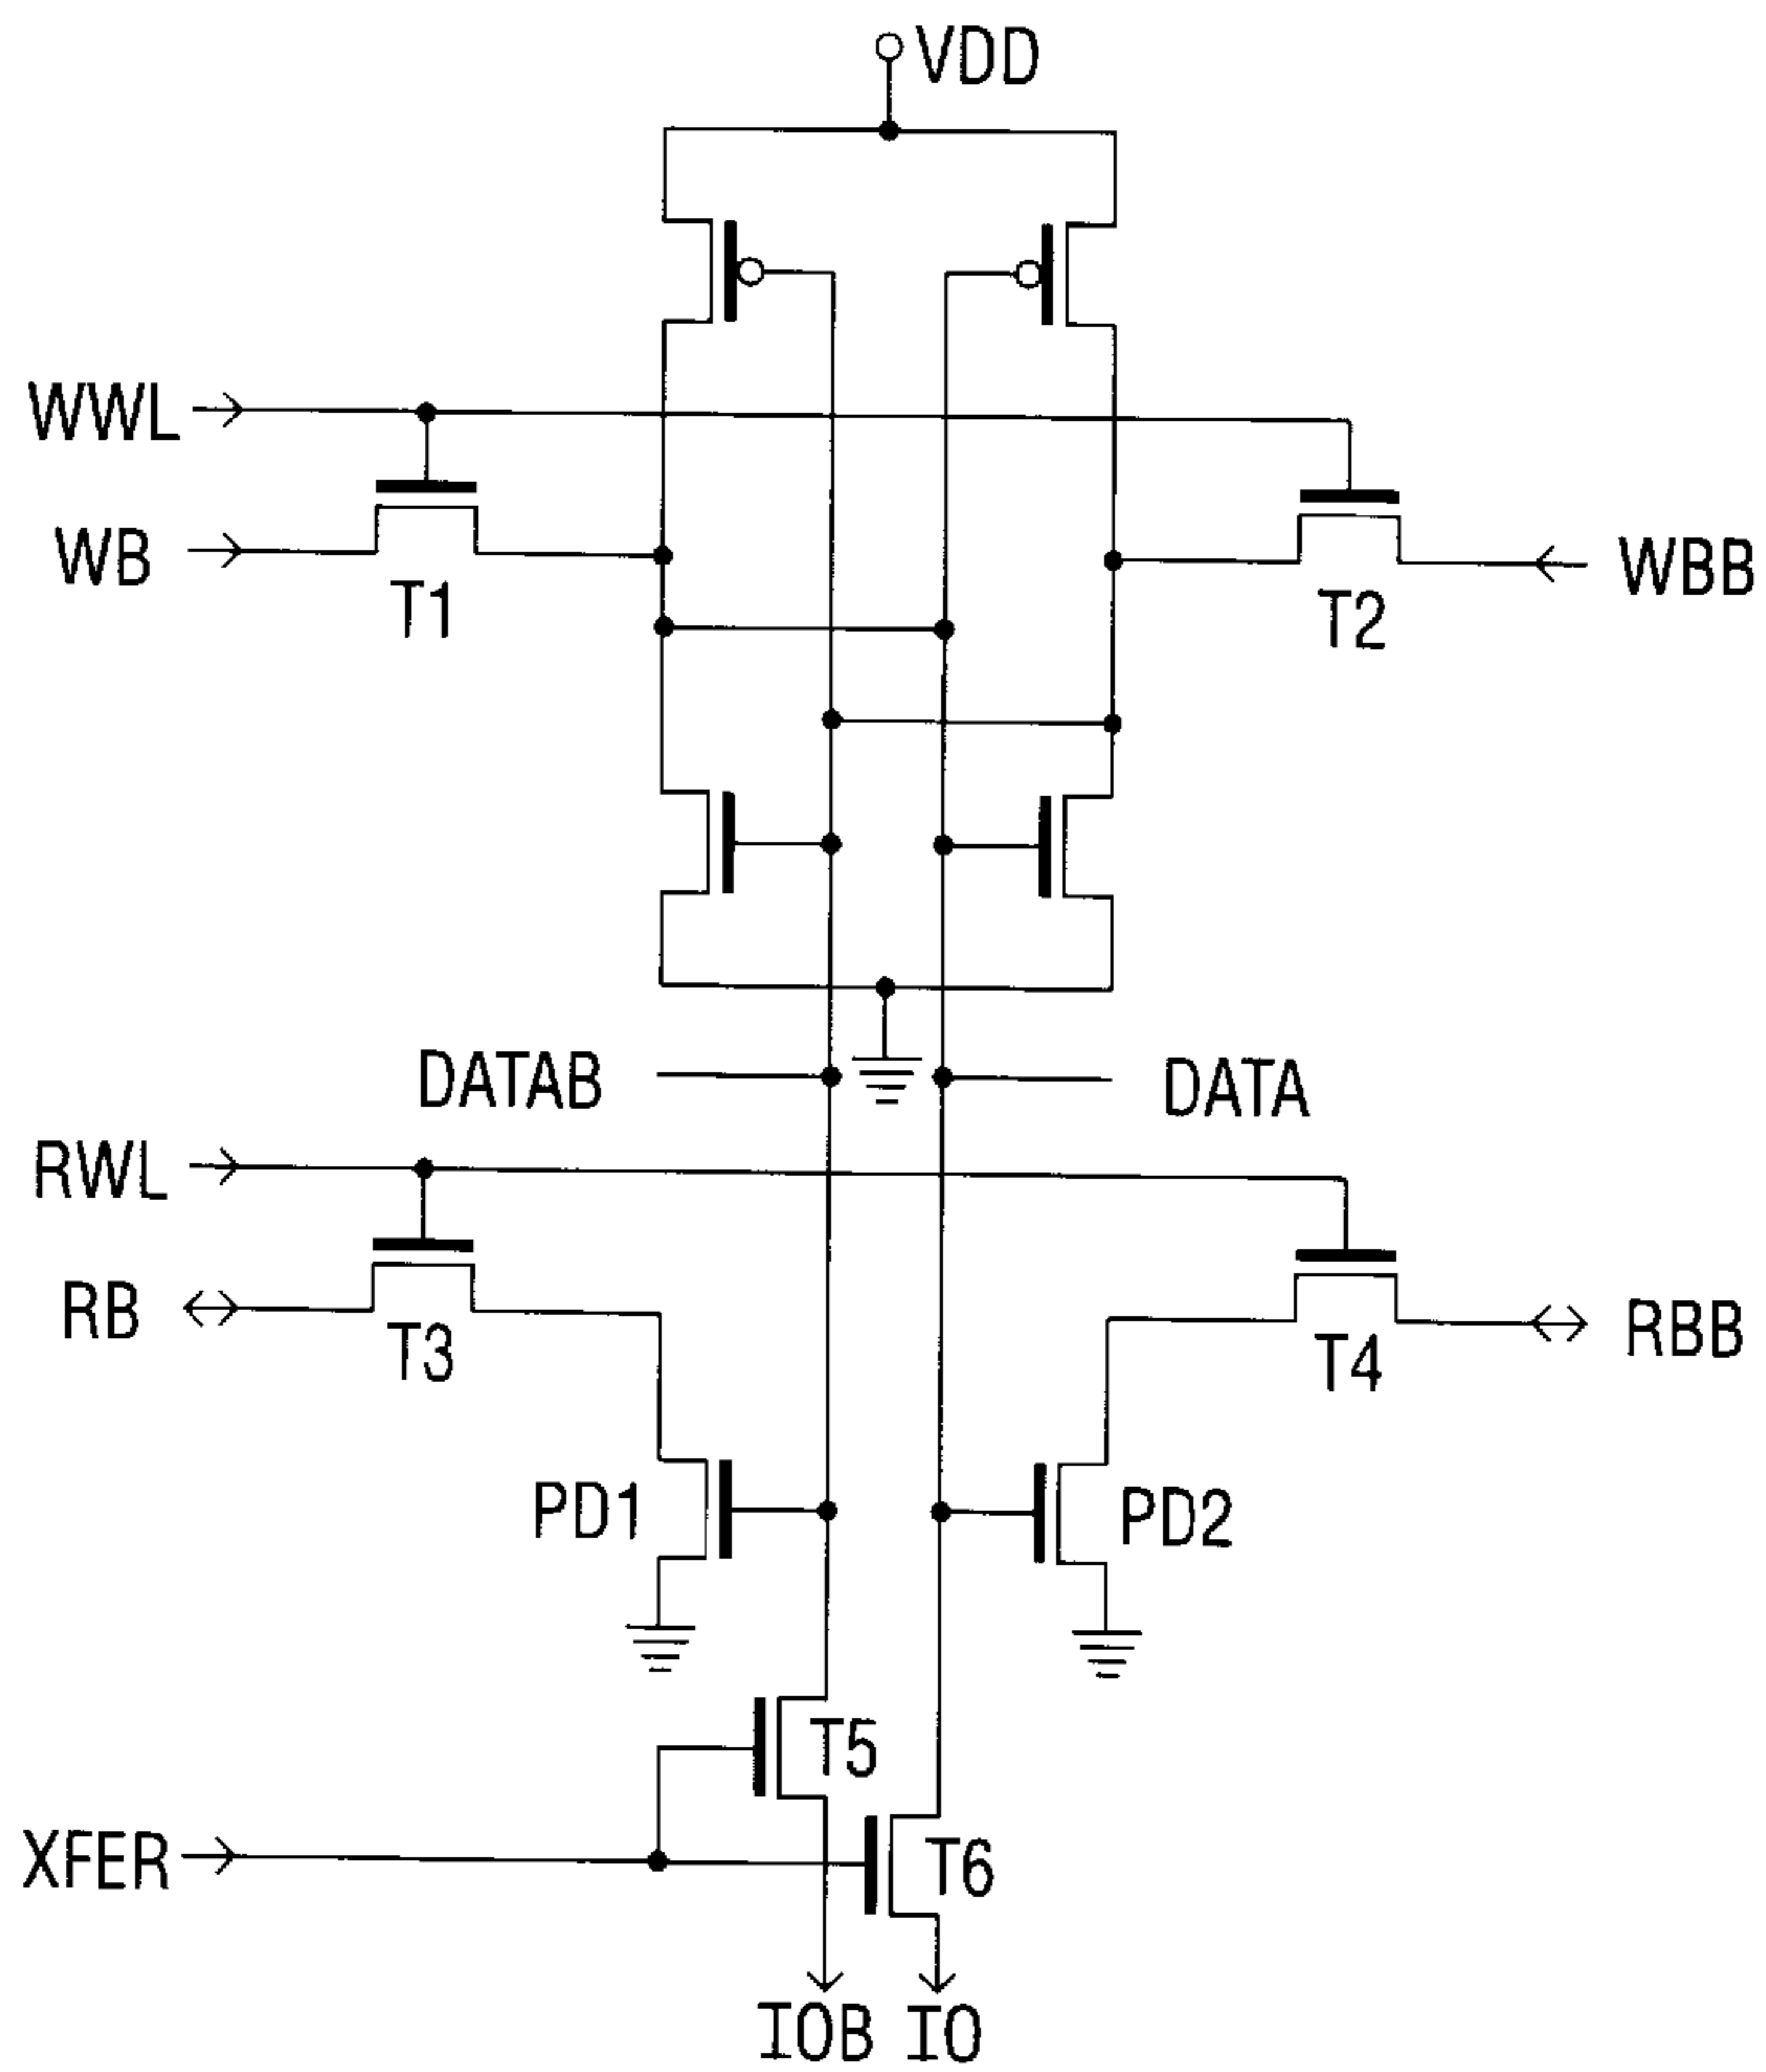 VDD
WWL
WB
T1
WBB
T2
DATAB
DATA
RWL
RB
T3
RBB
T4
PD1
PD2
T5
XFER
T6
IOB
IO